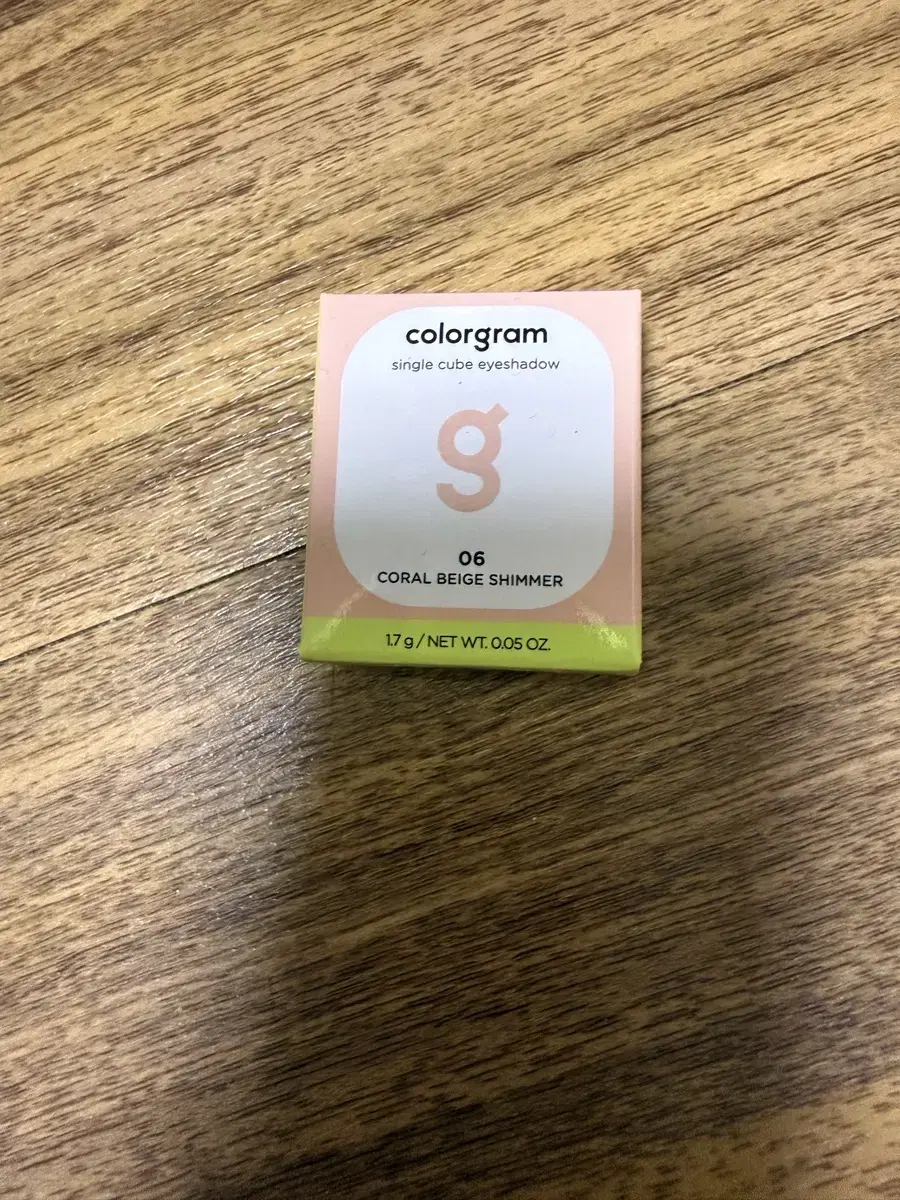 colorgram
single cube eyeshadow
g
06
CORAL BEIGE SHIMMER
1.7 g / NET WT. 0.05 OZ.